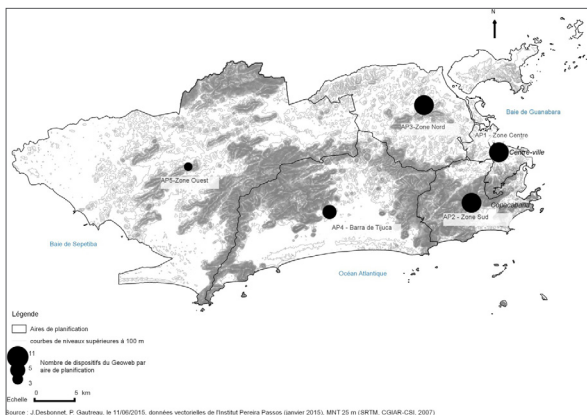 N
Baie de Guanabara
AP3-Zone Nord
AP1 - Zone Centre
Centre-ville
AP5-Zone Ouest
Copacabana
AP2 - Zone Sud
AP4 - Barra de Tijuca
Baie de Sepetiba
Océan Atlantique
Légende
Aires de planification
courbes de niveaux supérieures à 100 m
11
5
3
Nombre de dispositifs du Geoweb par
aire de planification
Echelle 0 5 km
Source : J.Desbonnet, P. Gautreau, le 11/06/2015, données vectorielles de l'Institut Pereira Passos (janvier 2015), MNT 25 m (SRTM, CGIAR-CSI, 2007)